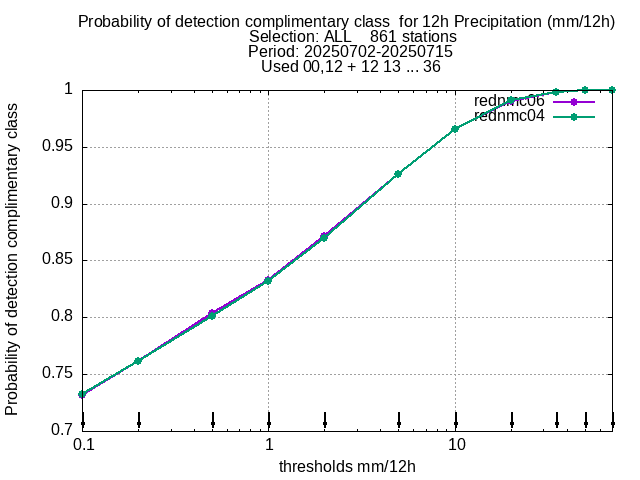 Probability of detection complimentary class  for 12h Precipitation (mm/12h)
Selection: ALL    861 stations
Period: 20250702-20250715
Used 00,12 + 12 13 ... 36
rednmc06
rednmc04
Probability of detection complimentary class
1
0.95
0.9
0.85
0.8
0.75
0.7
0.1
1
10
thresholds mm/12h